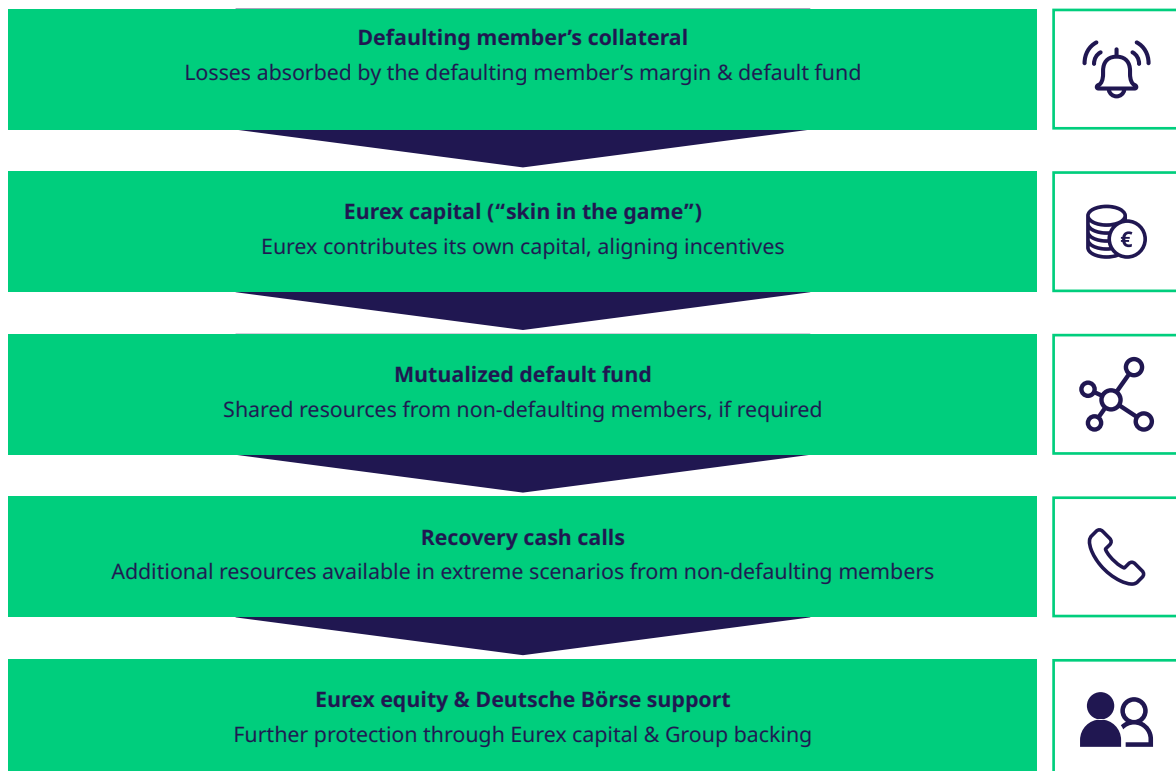 Defaulting member’s collateral
Losses absorbed by the defaulting member’s margin & default fund
Eurex capital (“skin in the game”)
Eurex contributes its own capital, aligning incentives
€
Mutualized default fund
Shared resources from non-defaulting members, if required
Recovery cash calls
Additional resources available in extreme scenarios from non-defaulting members
Eurex equity & Deutsche Börse support
Further protection through Eurex capital & Group backing